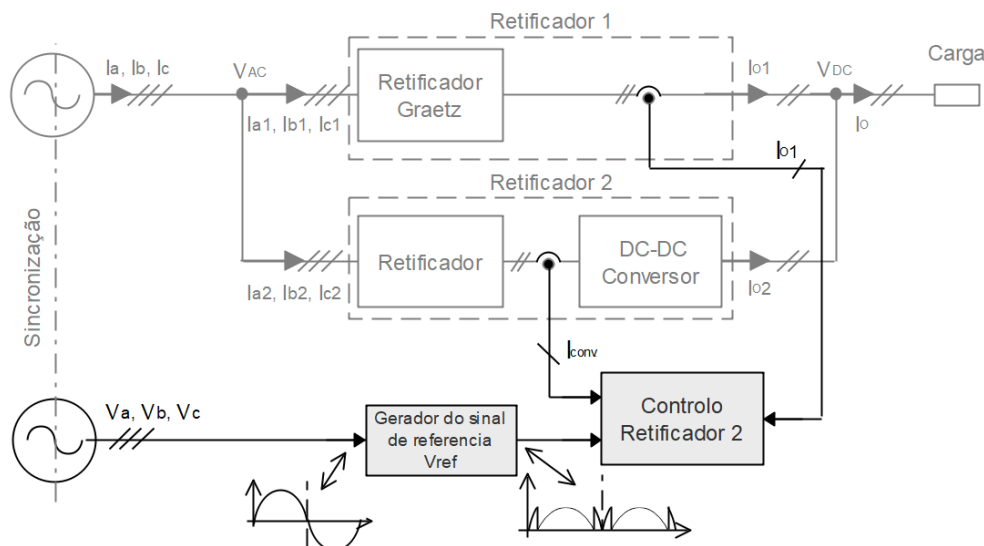 Retificador 1
Carga
Ia, Ib, Ic
VAC
Retificador
Graetz
IO1
VDC
IO
Ia1, Ib1, Ic1
IO1
Retificador 2
Sincronização
Retificador
DC-DC
Conversor
Ia2, Ib2, Ic2
IO2
Iconv
Va, Vb, Vc
Gerador do sinal
de referencia
Vref
Controlo
Retificador 2